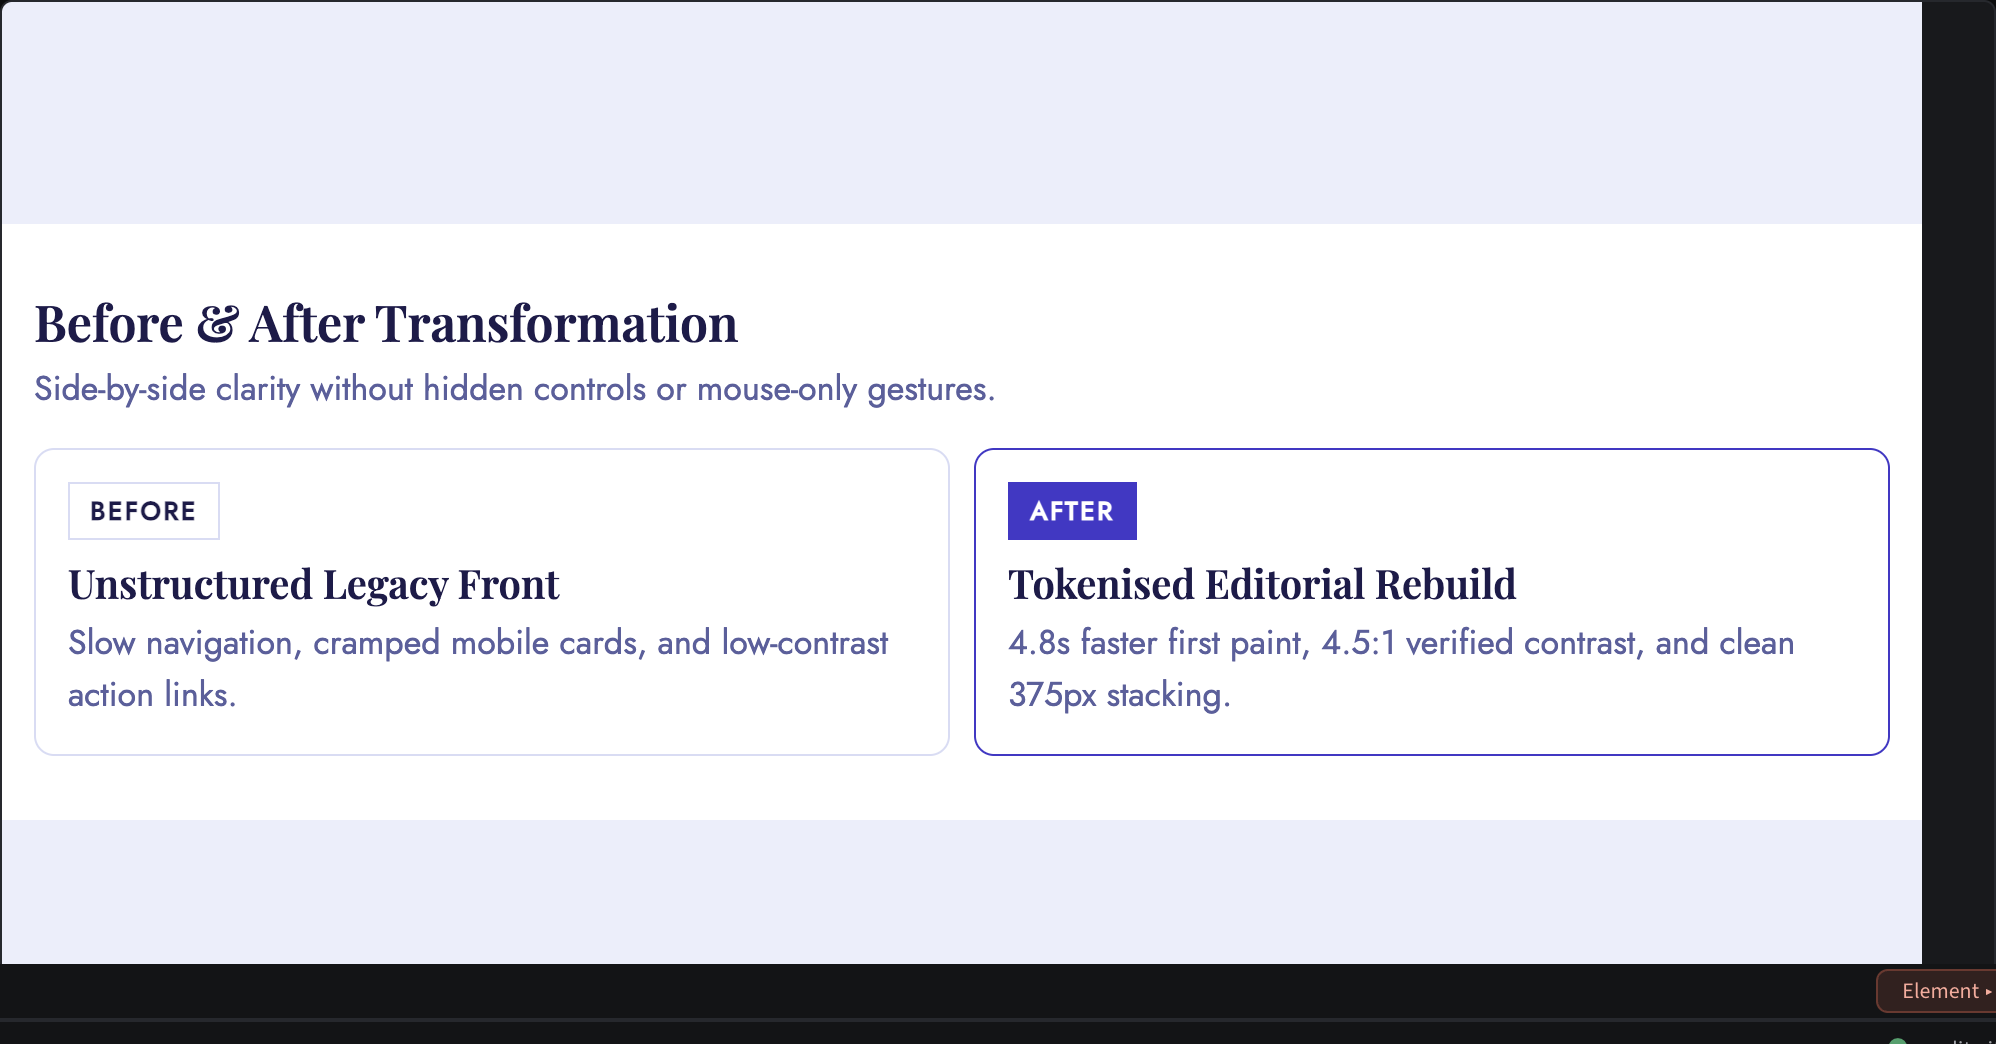 Before & After Transformation
Side-by-side clarity without hidden controls or mouse-only gestures.
BEFORE
Unstructured Legacy Front
Slow navigation, cramped mobile cards, and low-contrast
action links.
AFTER
Tokenised Editorial Rebuild
4.8s faster first paint, 4.5:1 verified contrast, and clean
375px stacking.
Element ▸